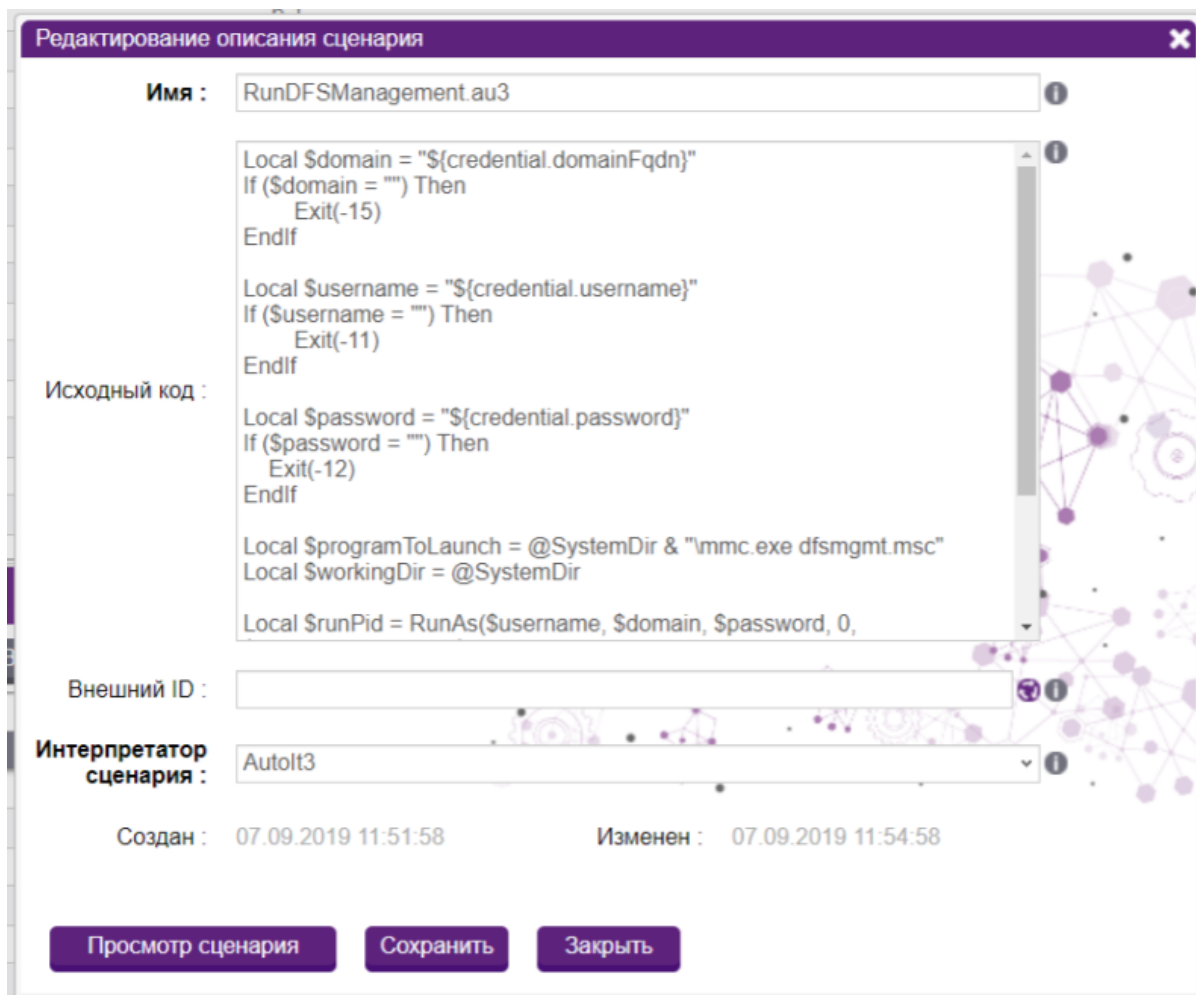 Редактирование описания сценария
Имя :
RunDFSManagement.au3
Исходный код :
Local $domain = "${credential.domainFqdn}"
If ($domain = "") Then
Exit(-15)
EndIf
Local $username = "${credential.username}"
If ($username = "") Then
Exit(-11)
EndIf
Local $password = "${credential.password}"
If ($password = "") Then
Exit(-12)
EndIf
Local $programToLaunch = @SystemDir & "\mmc.exe dfsmgmt.msc"
Local $workingDir = @SystemDir
Local $runPid = RunAs($username, $domain, $password, 0,
Внешний ID :
Интерпретатор
сценария :
AutoIt3
Создан : 07.09.2019 11:51:58 Изменен : 07.09.2019 11:54:58
Просмотр сценария Сохранить Закрыть